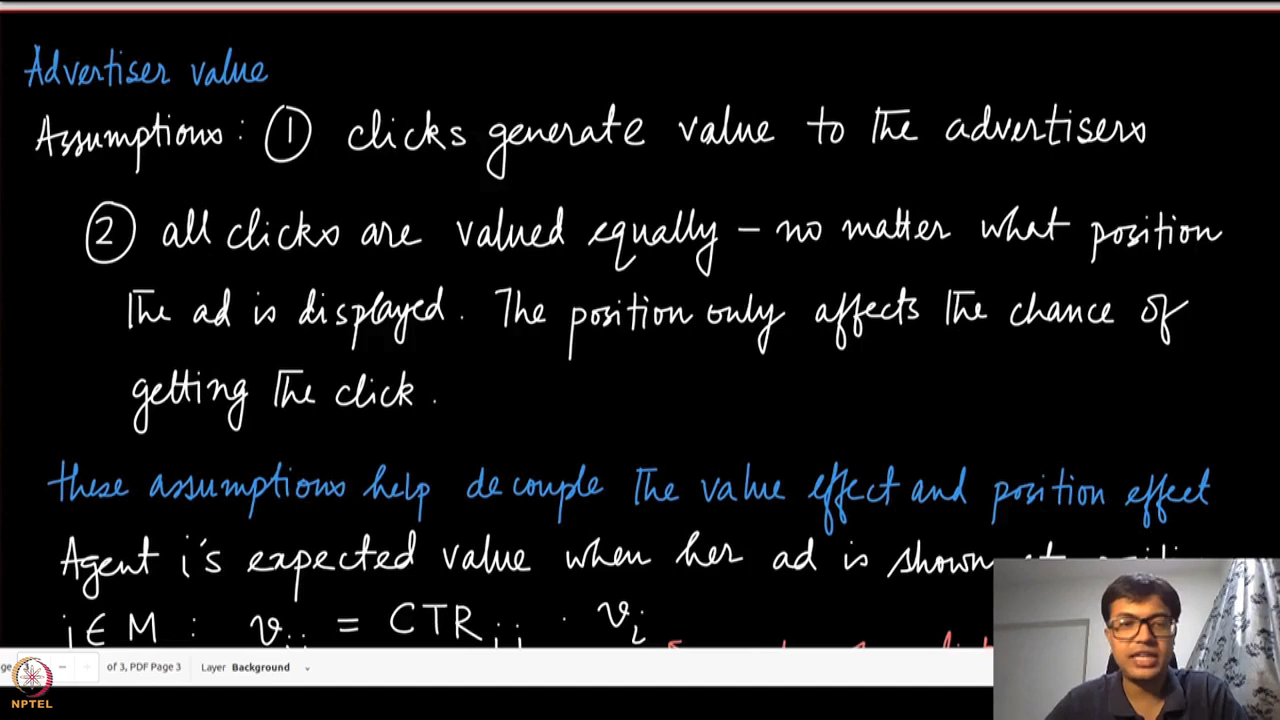 Advertiser value
Assumptions: ① clicks generate value to the advertisers
② all clicks are valued equally – no matter what position
the ad is displayed. The position only affects the chance of
getting the click.
these assumptions help decouple the value effect and position effect
Agent i's expected value when her ad is shown at
j ∈ M : v = CTR · vᵢ
of 3, PDF Page 3 Layer Background
NPTEL